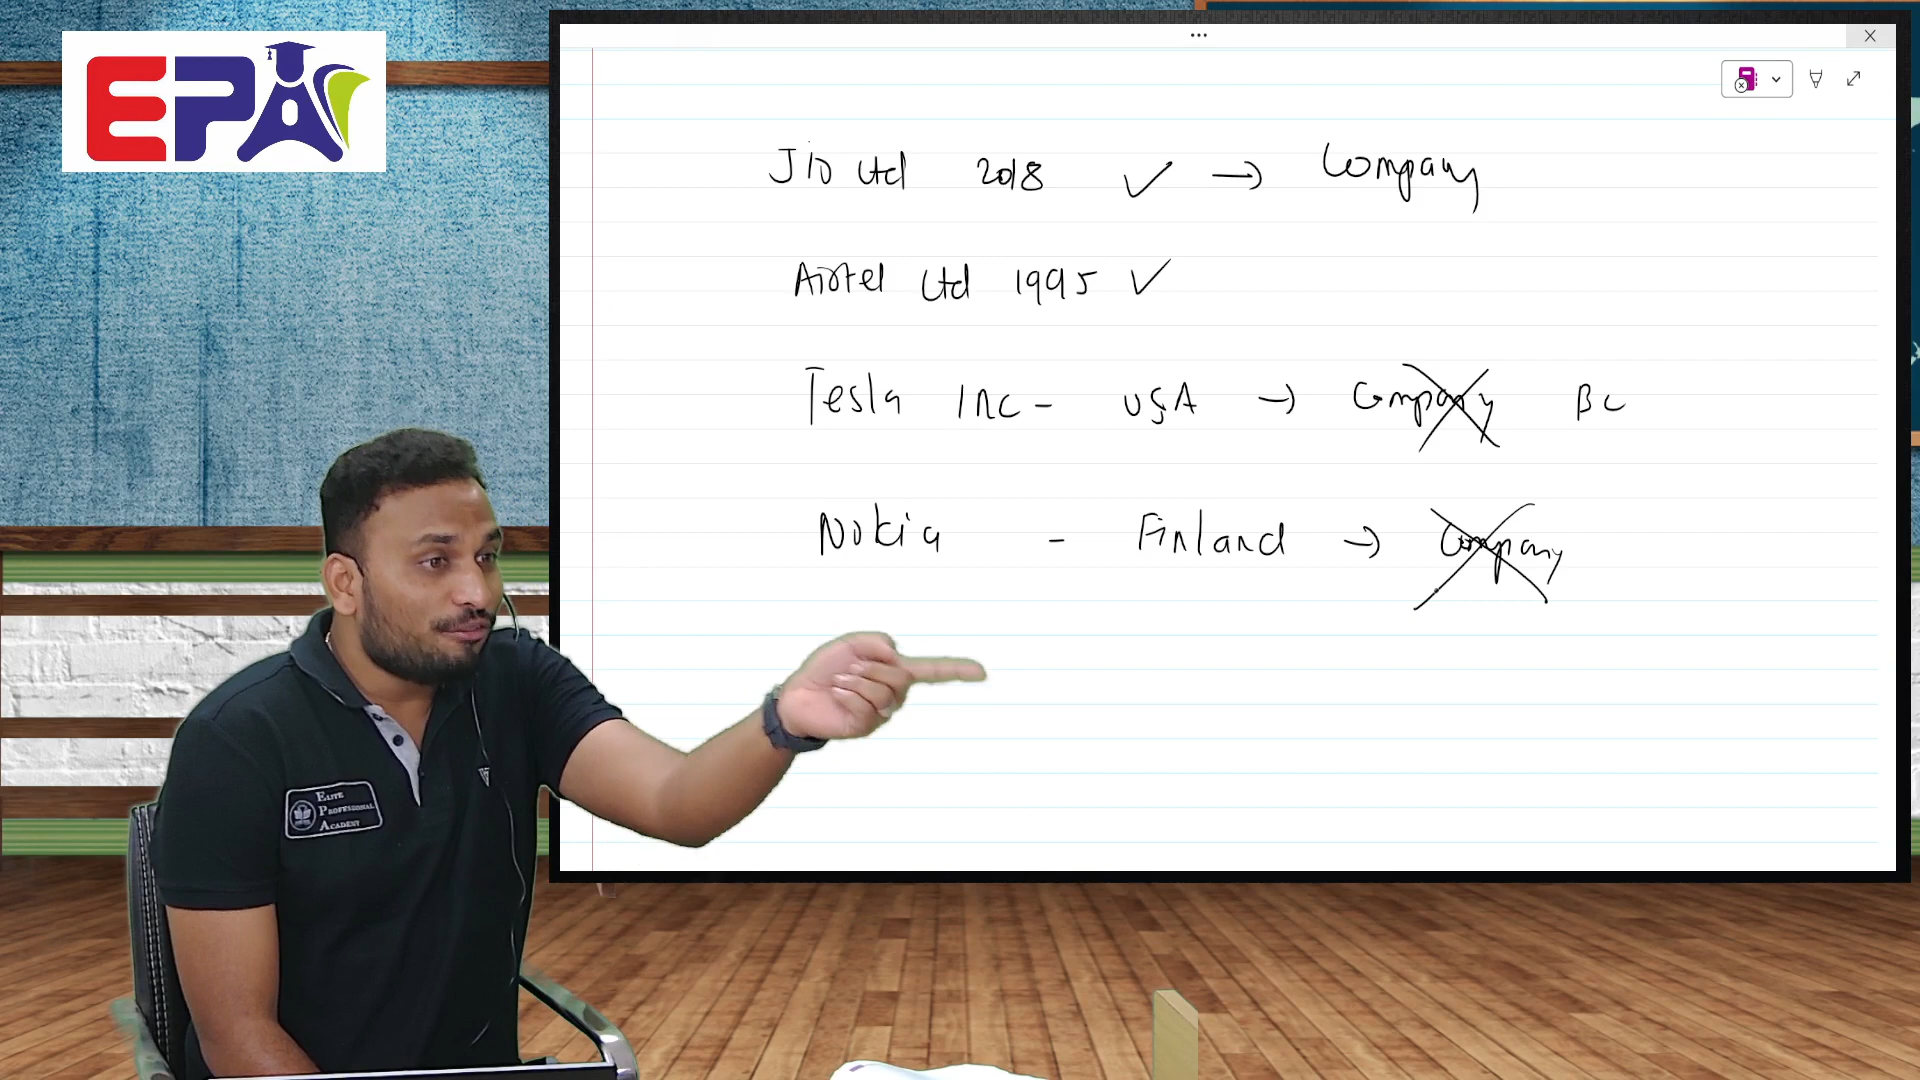 EPA
Jio Ltd 2018 ✓ → Company
Airtel Ltd 1995 ✓
Tesla INC - USA → Company BC
Nokia - Finland → Company
ELITE
PROFESSIONAL
ACADEMY